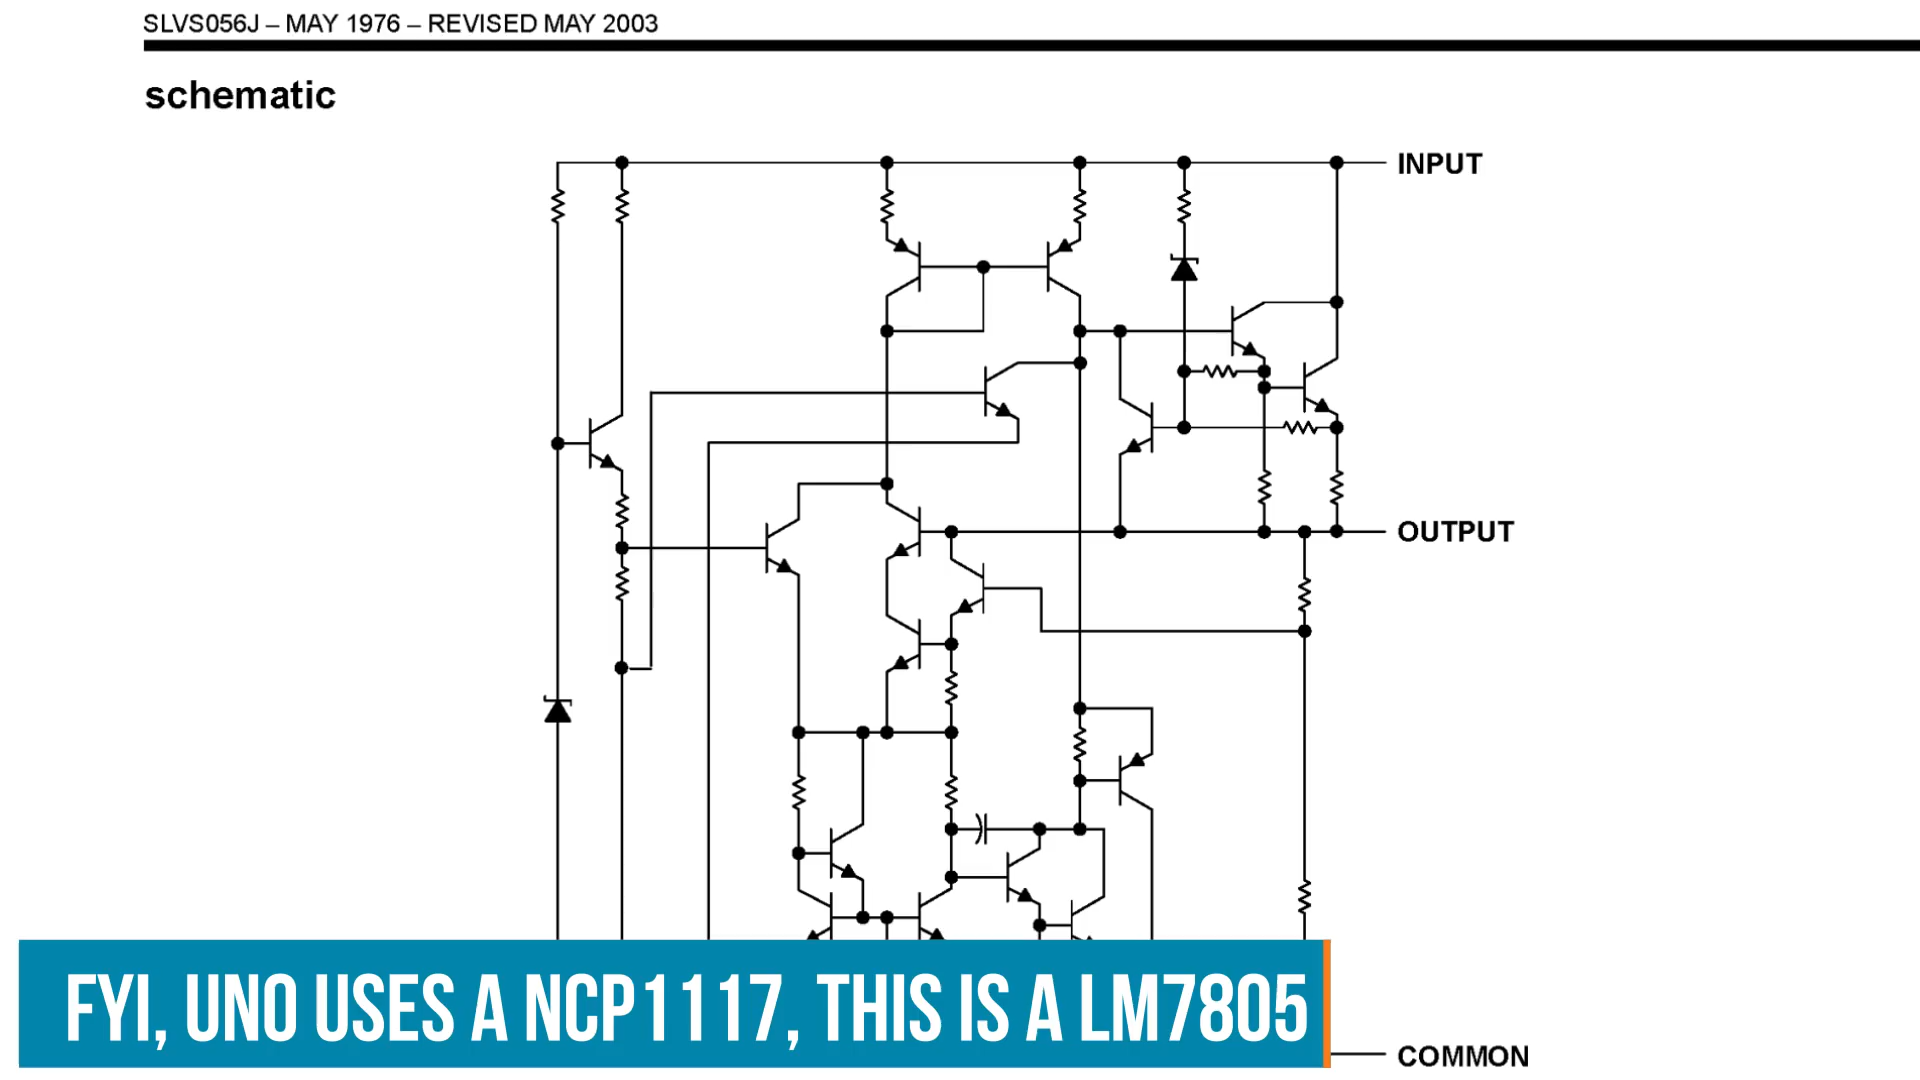 SLVS056J – MAY 1976 – REVISED MAY 2003
schematic
INPUT
OUTPUT
FYI, UNO USES A NCP1117, THIS IS A LM7805
COMMON